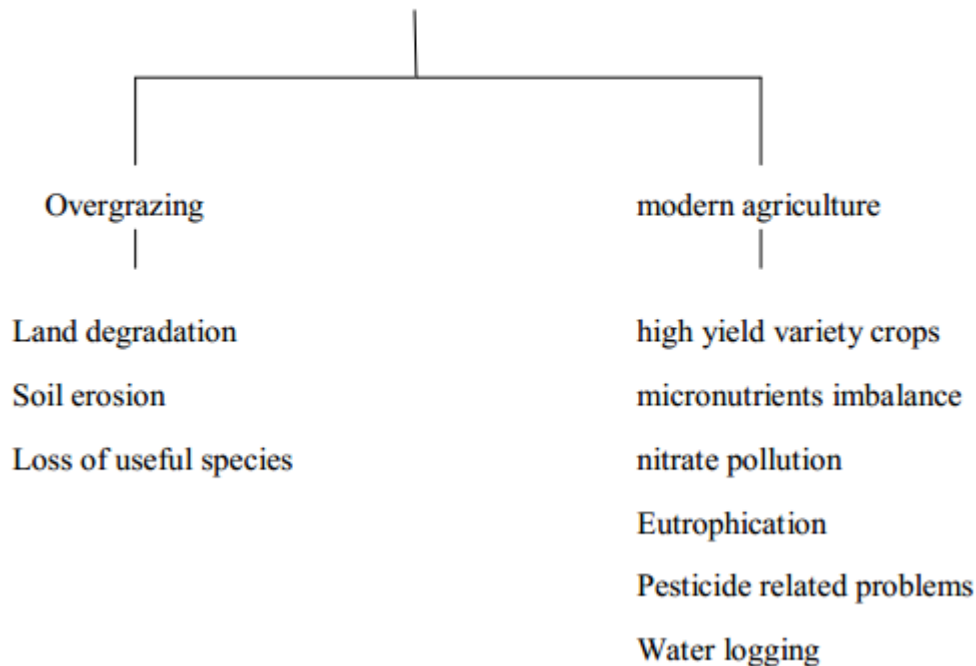 Overgrazing
modern agriculture
Land degradation
Soil erosion
Loss of useful species
high yield variety crops
micronutrients imbalance
nitrate pollution
Eutrophication
Pesticide related problems
Water logging